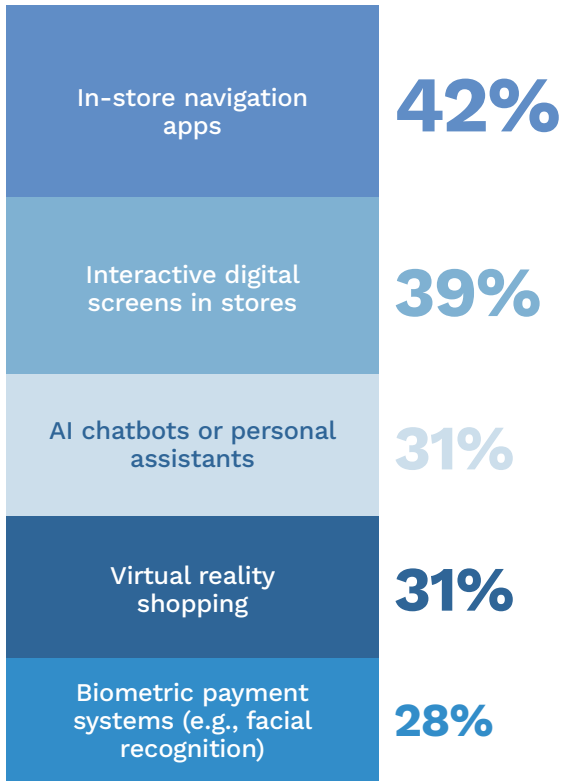 In-store navigation
apps
42%
Interactive digital
screens in stores
39%
AI chatbots or personal
assistants
31%
Virtual reality
shopping
31%
Biometric payment
systems (e.g., facial
recognition)
28%